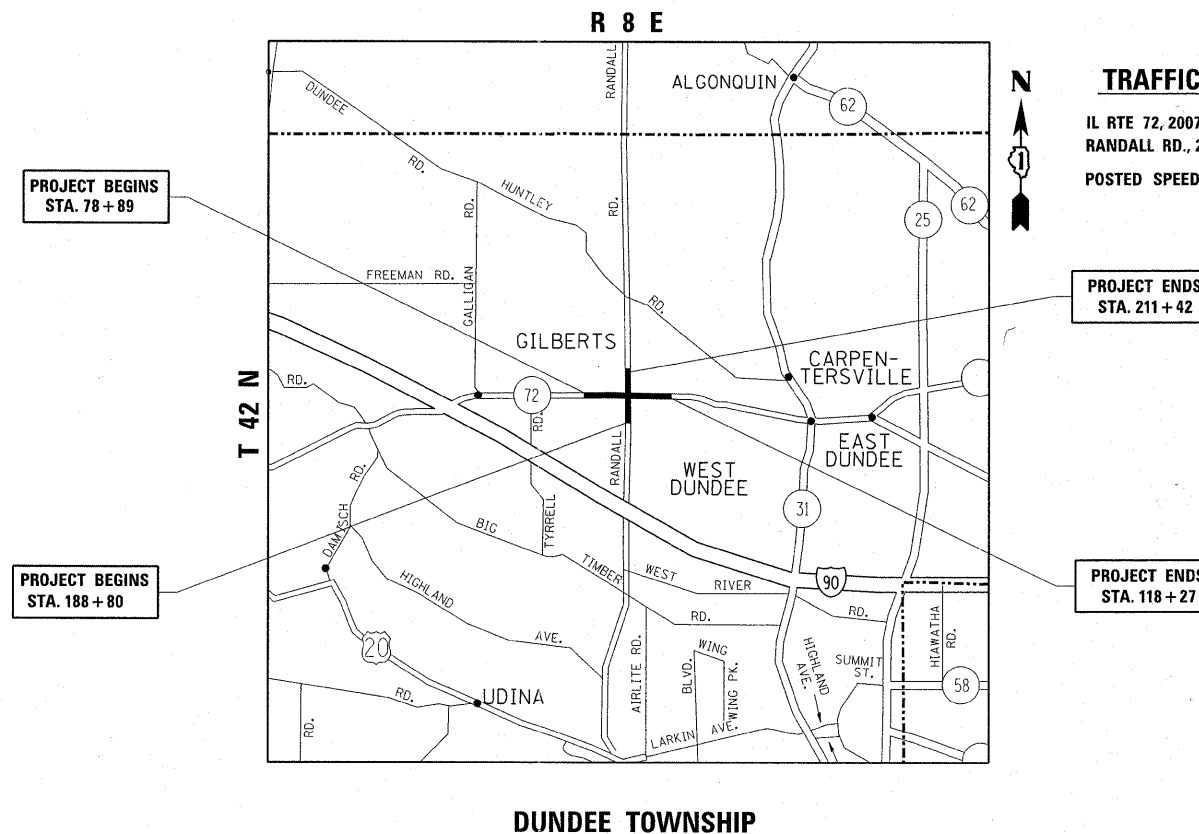 R 8 E
RANDALL
ALGONQUIN
N
TRAFFIC
62
1
IL RTE 72, 2007
RANDALL RD., 2
POSTED SPEED
DUNDEE
RD.
HUNTLEY
PROJECT BEGINS
STA. 78 + 89
RD.
RD.
25
62
FREEMAN RD.
GALLIGAN
RD.
PROJECT ENDS
STA. 211 + 42
GILBERTS
CARPEN-
TERSVILLE
T 42 N
RD.
72
RD.
RANDALL
EAST
DUNDEE
WEST
DUNDEE
RD.
31
DAMYSCH
BIG
TYRRELL
TIMBER
WEST
RIVER
90
PROJECT BEGINS
STA. 188 + 80
PROJECT ENDS
STA. 118 + 27
HIGHLAND
AVE.
RD.
RD.
HIAWATHA
RD.
20
AIRLITE RD.
WING
BLVD.
WING PK.
HIGHLAND
AVE.
SUMMIT
ST.
58
RD.
UDINA
RD.
LARKIN AVE.
DUNDEE TOWNSHIP